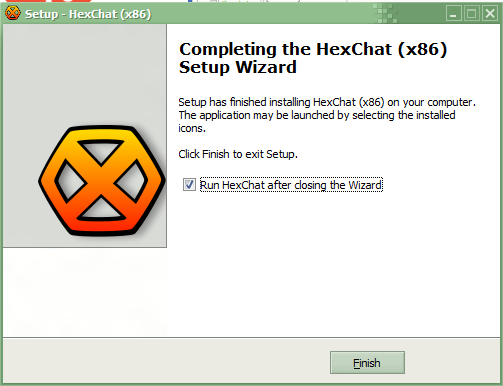 Setup - HexChat (x86)
Completing the HexChat (x86)
Setup Wizard
Setup has finished installing HexChat (x86) on your computer.
The application may be launched by selecting the installed
icons.
Click Finish to exit Setup.
Run HexChat after closing the Wizard
Finish